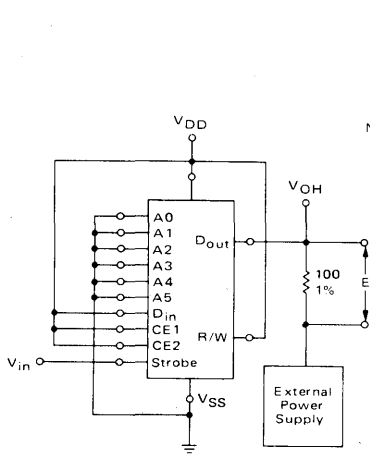 N
VDD
VOH
A0
A1
A2
A3
A4
A5
Din
CE1
CE2
Strobe
Dout
R/W
100
1%
E
Vin
VSS
External
Power
Supply